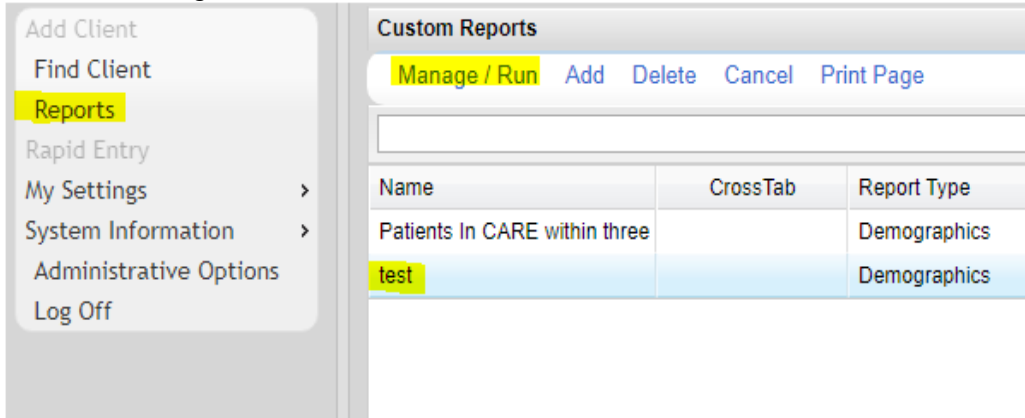 Add Client
Find Client
Reports
Rapid Entry
My Settings >
System Information >
Administrative Options
Log Off
Custom Reports
Manage / Run Add Delete Cancel Print Page
Name CrossTab Report Type
Patients In CARE within three Demographics
test Demographics